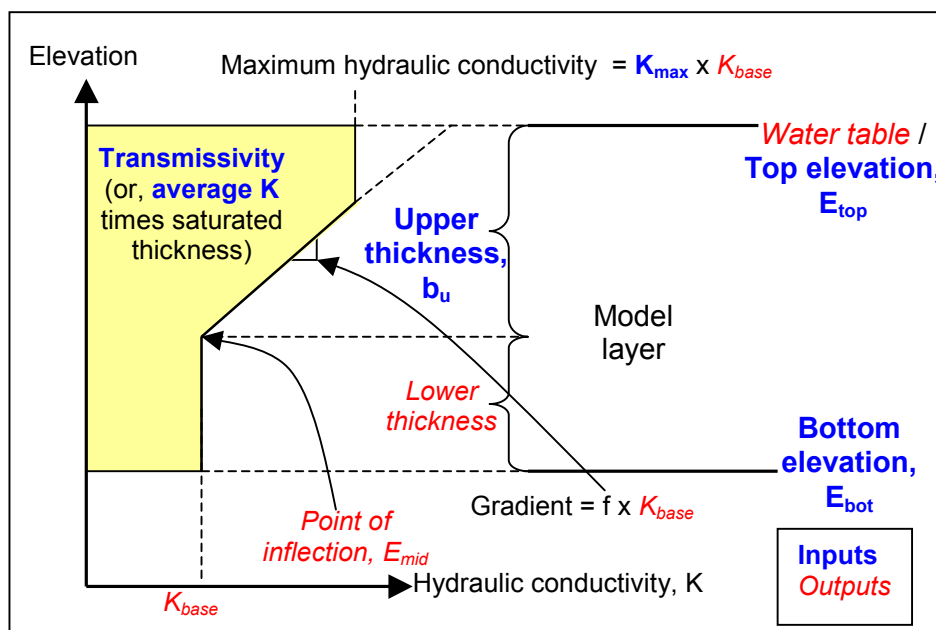 Elevation
Maximum hydraulic conductivity = Kmax x Kbase
Transmissivity
(or, average K
times saturated
thickness)
Water table /
Top elevation,
Etop
Upper
thickness,
bu
Model
layer
Lower
thickness
Bottom
elevation,
Ebot
Gradient = f x Kbase
Point of
inflection, Emid
Inputs
Outputs
Hydraulic conductivity, K
Kbase